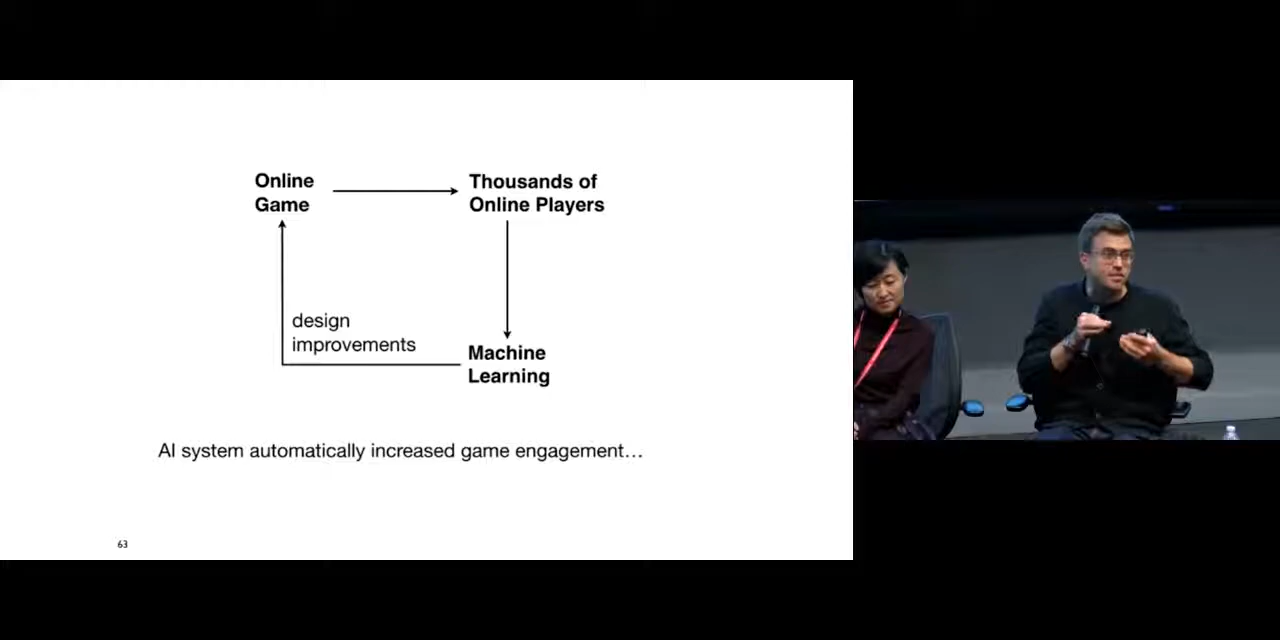 Online
Game
Thousands of
Online Players
design
improvements
Machine
Learning
AI system automatically increased game engagement…
63